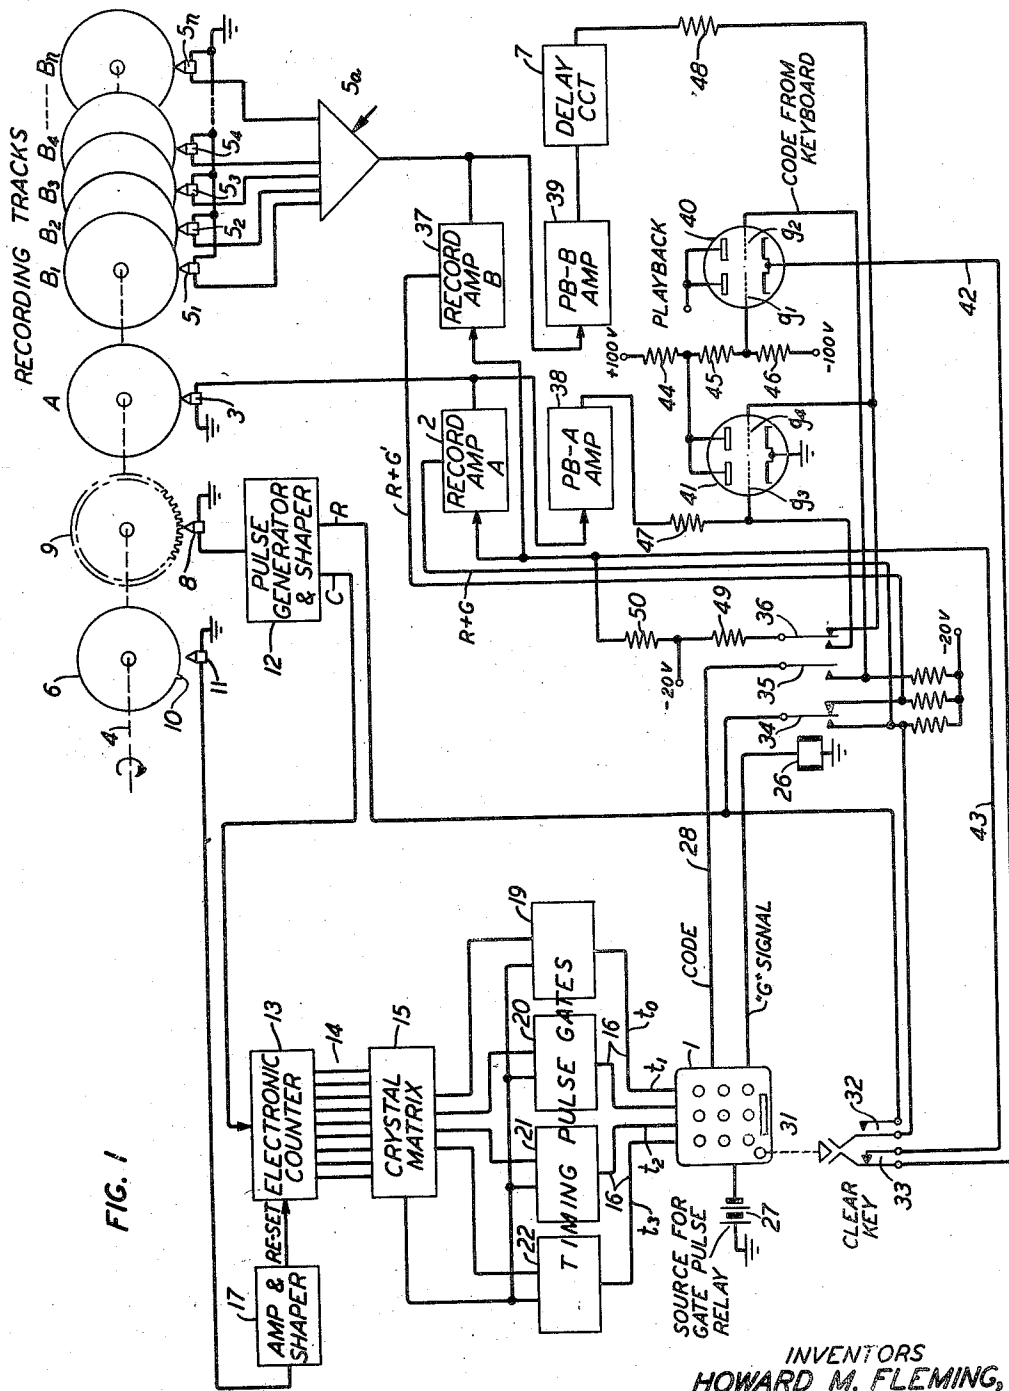 RECORDING TRACKS
B1
B2
B3
B4
Bn
A
9
6
4
10
11
8
3
51
52
53
54
5n
5a
PULSE
GENERATOR
& SHAPER
12
C
R
R+G'
R+G
RECORD
AMP
A
2
RECORD
AMP
B
37
PB-A
AMP
38
PB-B
AMP
39
DELAY
CCT
7
48
PLAYBACK
40
41
g1
g2
g3
g4
+100V
-100V
44
45
46
47
CODE FROM
KEYBOARD
42
43
50
49
-20V
36
35
34
-20V
26
28
CODE
"G" SIGNAL
FIG. 1
17
AMP &
SHAPER
RE-SET
ELECTRONIC
COUNTER
13
14
CRYSTAL
MATRIX
15
TIMING PULSE GATES
22
21
20
19
16
16
t0
t1
t2
t3
1
31
SOURCE FOR
GATE PULSE
RELAY
27
CLEAR
KEY
33
32
INVENTORS
HOWARD M. FLEMING,